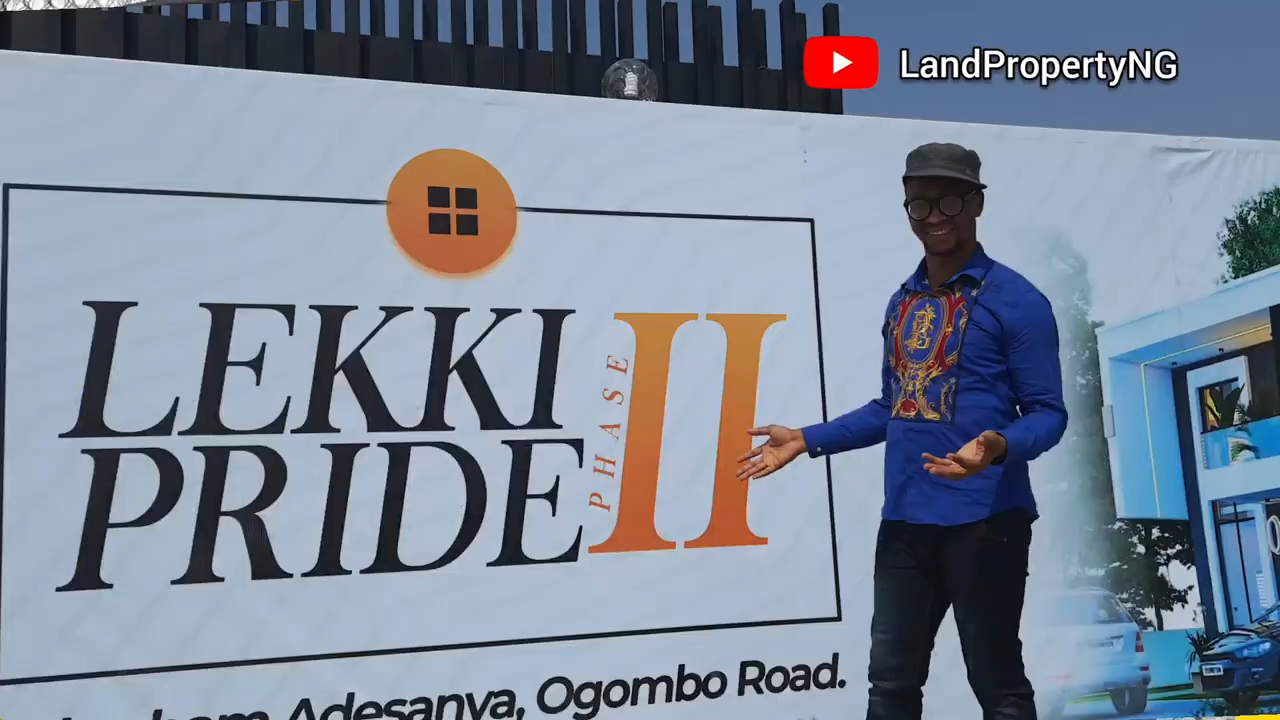 LandPropertyNG
LEKKI
PRIDE
PHASE
II
Adesanya, Ogombo Road.